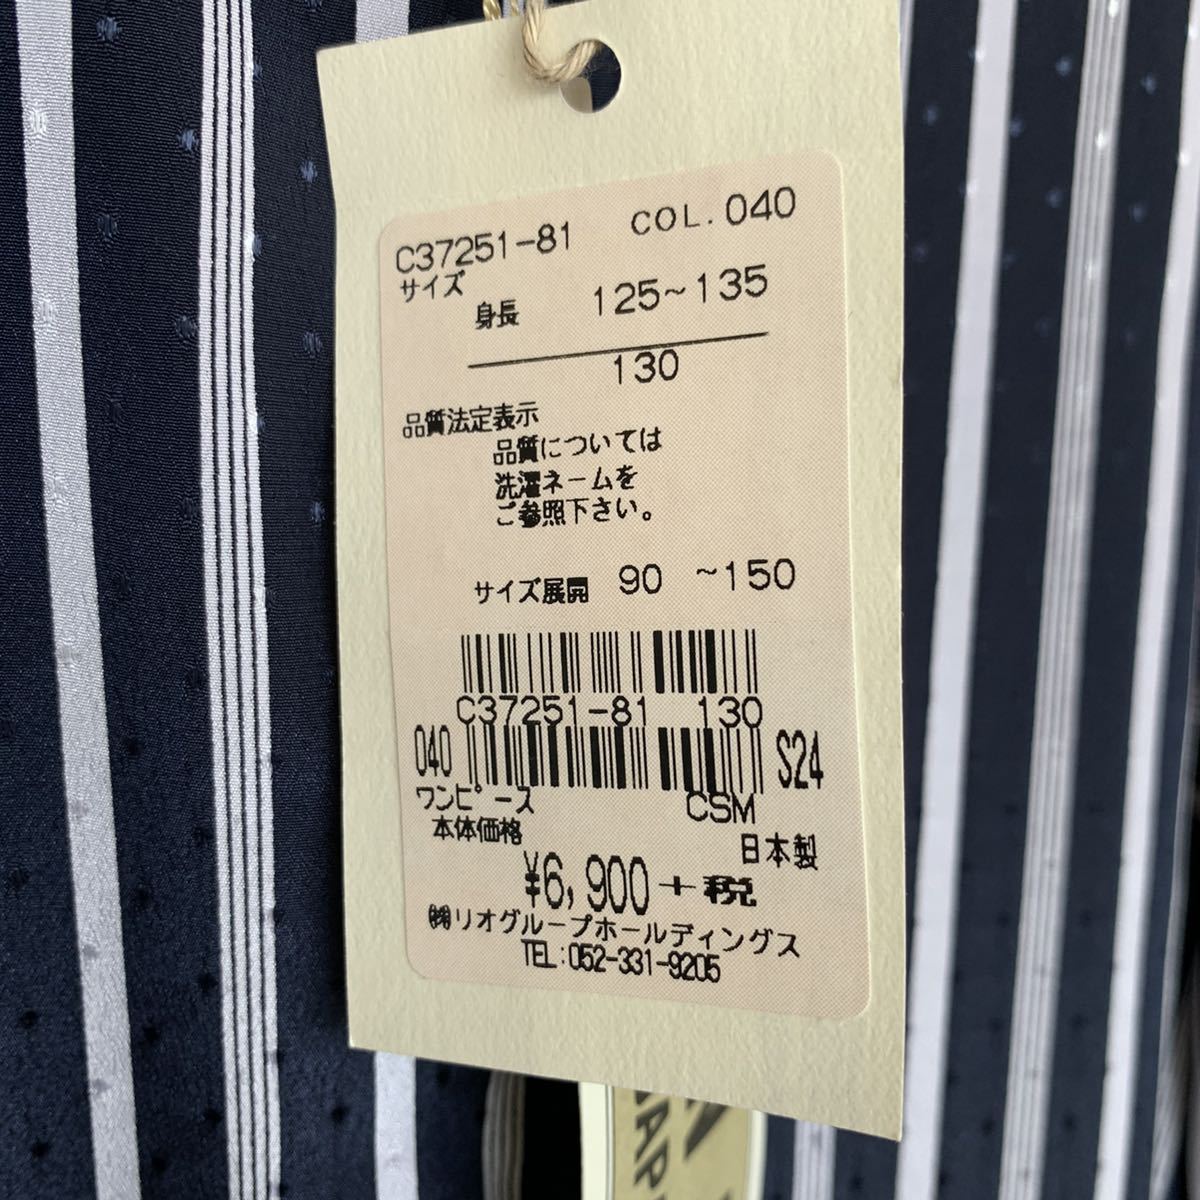 C37251-81 COL.040
サイズ
身長 125~135
130
品質法定表示
品質については
洗濯ネームを
ご参照下さい。
サイズ展開 90 ~150
C37251-81 130
040 S24
ワンピース CSM
本体価格 日本製
¥6,900+税
㈱リオグループホールディングス
TEL:052-331-9205